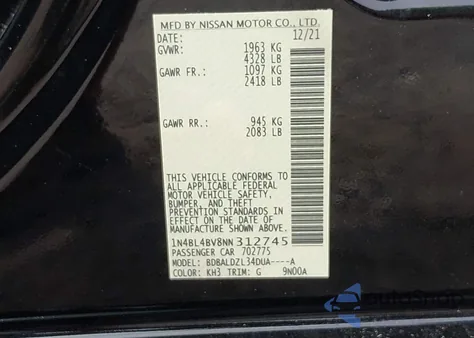 MFD BY NISSAN MOTOR CO., LTD.
DATE: 12/21
GVWR: 1963 KG
4328 LB
GAWR FR.: 1097 KG
2418 LB
GAWR RR.: 945 KG
2083 LB
THIS VEHICLE CONFORMS TO
ALL APPLICABLE FEDERAL
MOTOR VEHICLE SAFETY,
BUMPER, AND THEFT
PREVENTION STANDARDS IN
EFFECT ON THE DATE OF
MANUFACTURE SHOWN ABOVE.
1N4BL4BV8NN312745
PASSENGER CAR 702775
MODEL: BDBALDZL34DUA----A
COLOR: KH3 TRIM: G 9N00A